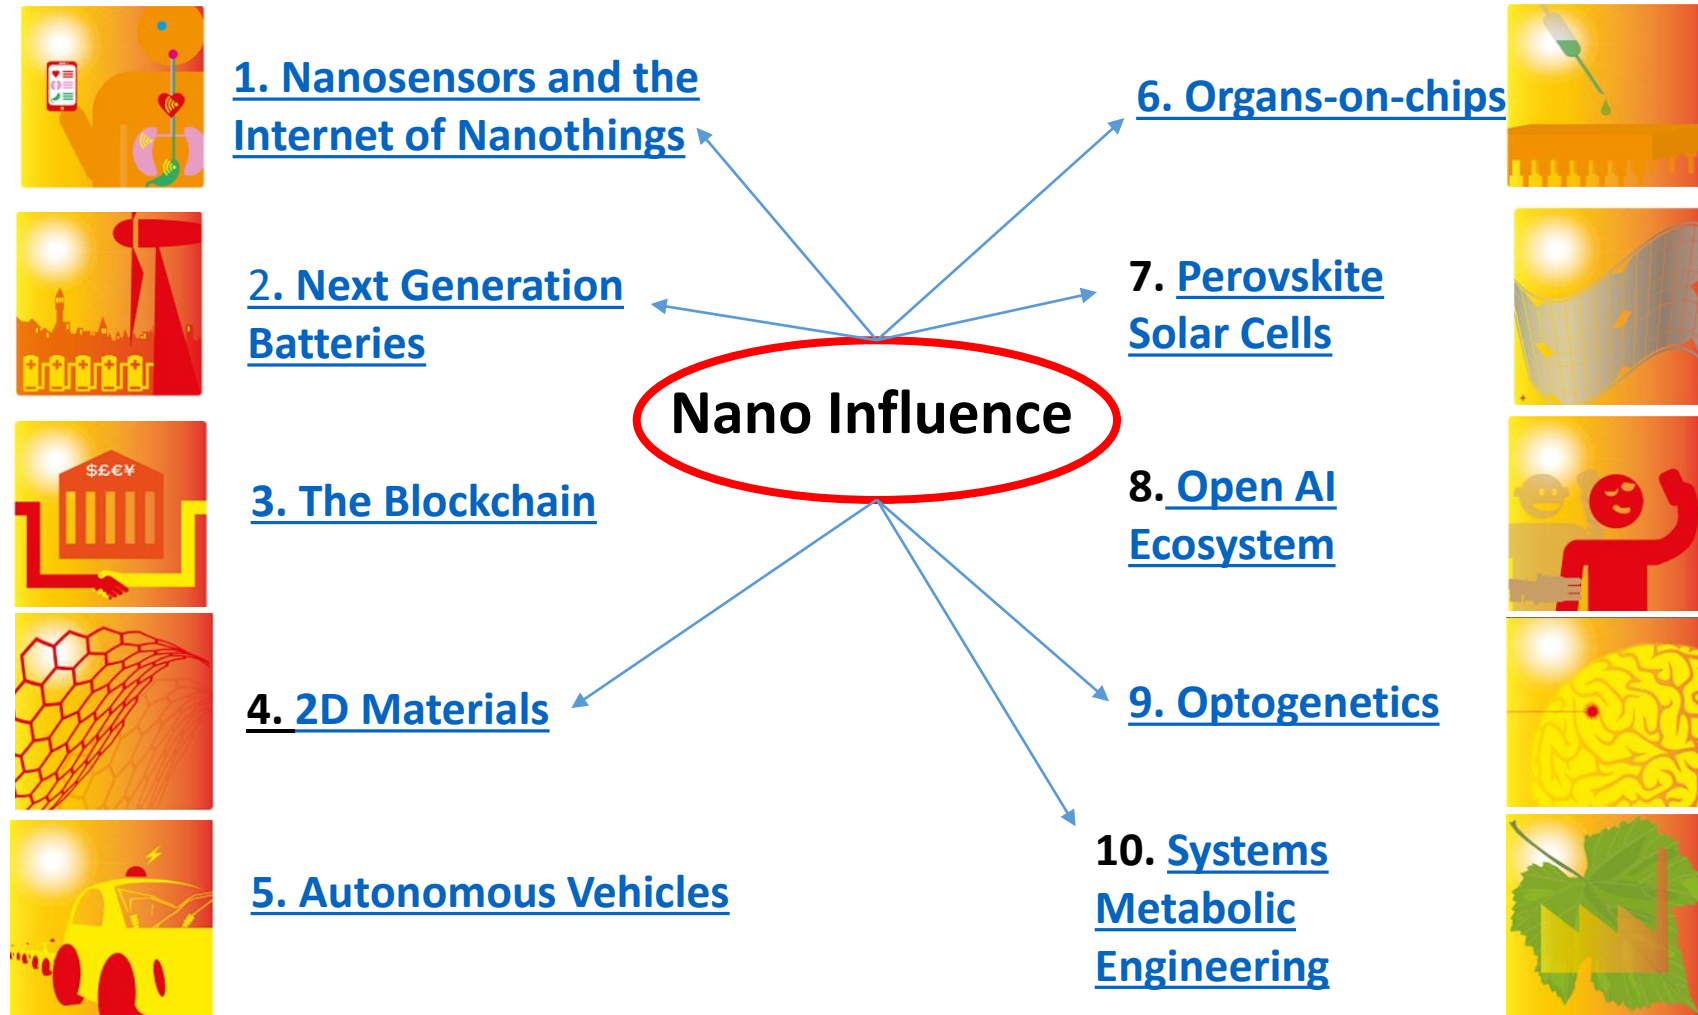 1. Nanosensors and the
Internet of Nanothings
2. Next Generation
Batteries
$£€¥
3. The Blockchain
4. 2D Materials
5. Autonomous Vehicles
Nano Influence
6. Organs-on-chips
7. Perovskite
Solar Cells
8. Open AI
Ecosystem
9. Optogenetics
10. Systems
Metabolic
Engineering